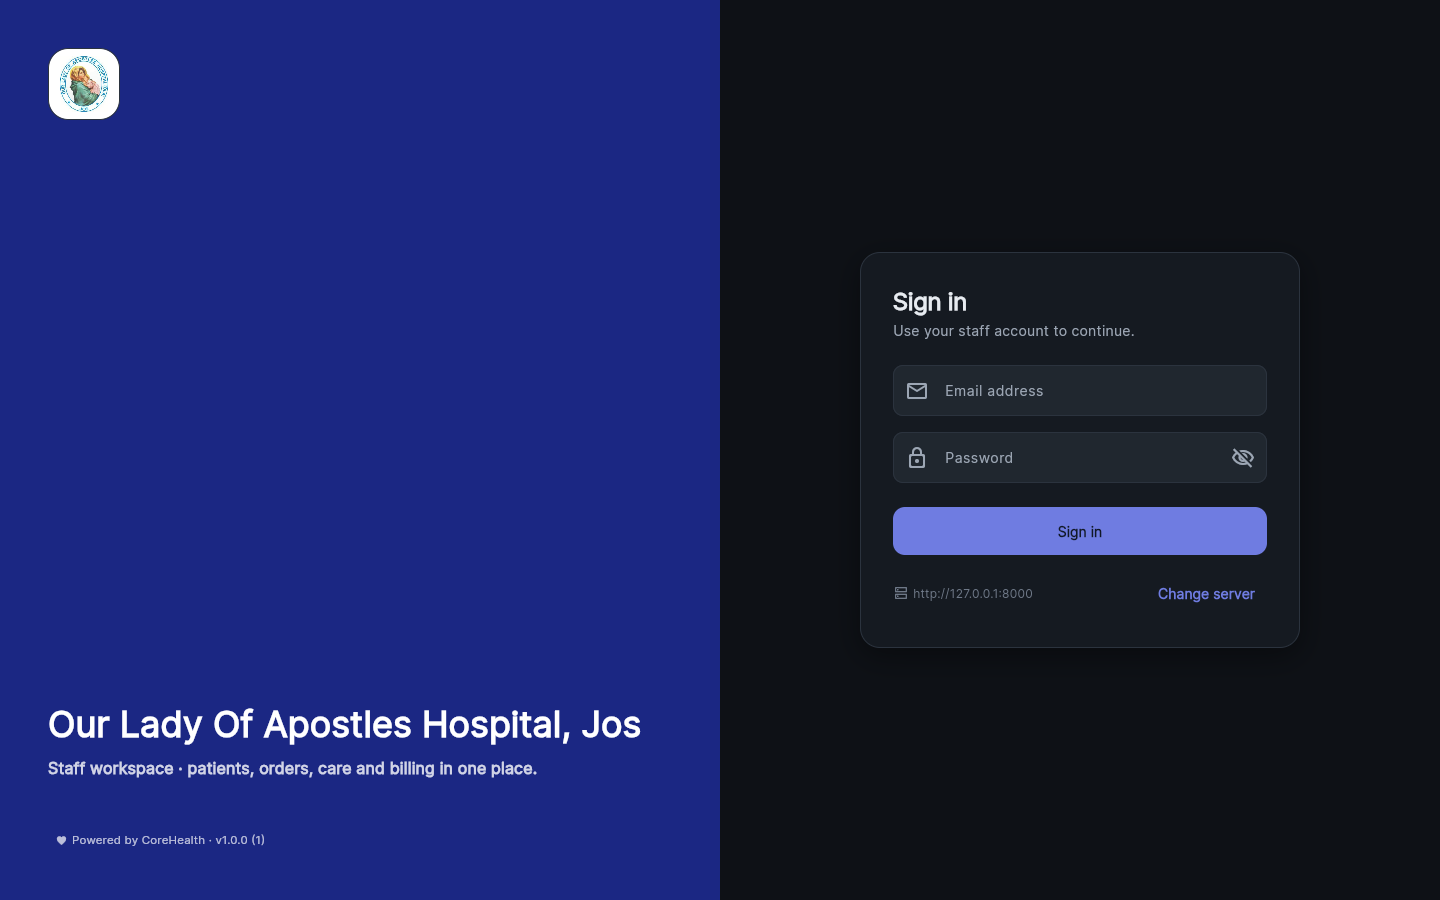 Our Lady Of Apostles Hospital, Jos
Staff workspace · patients, orders, care and billing in one place.
Powered by CoreHealth · v1.0.0 (1)
Sign in
Use your staff account to continue.
Email address
Password
Sign in
http://127.0.0.1:8000
Change server